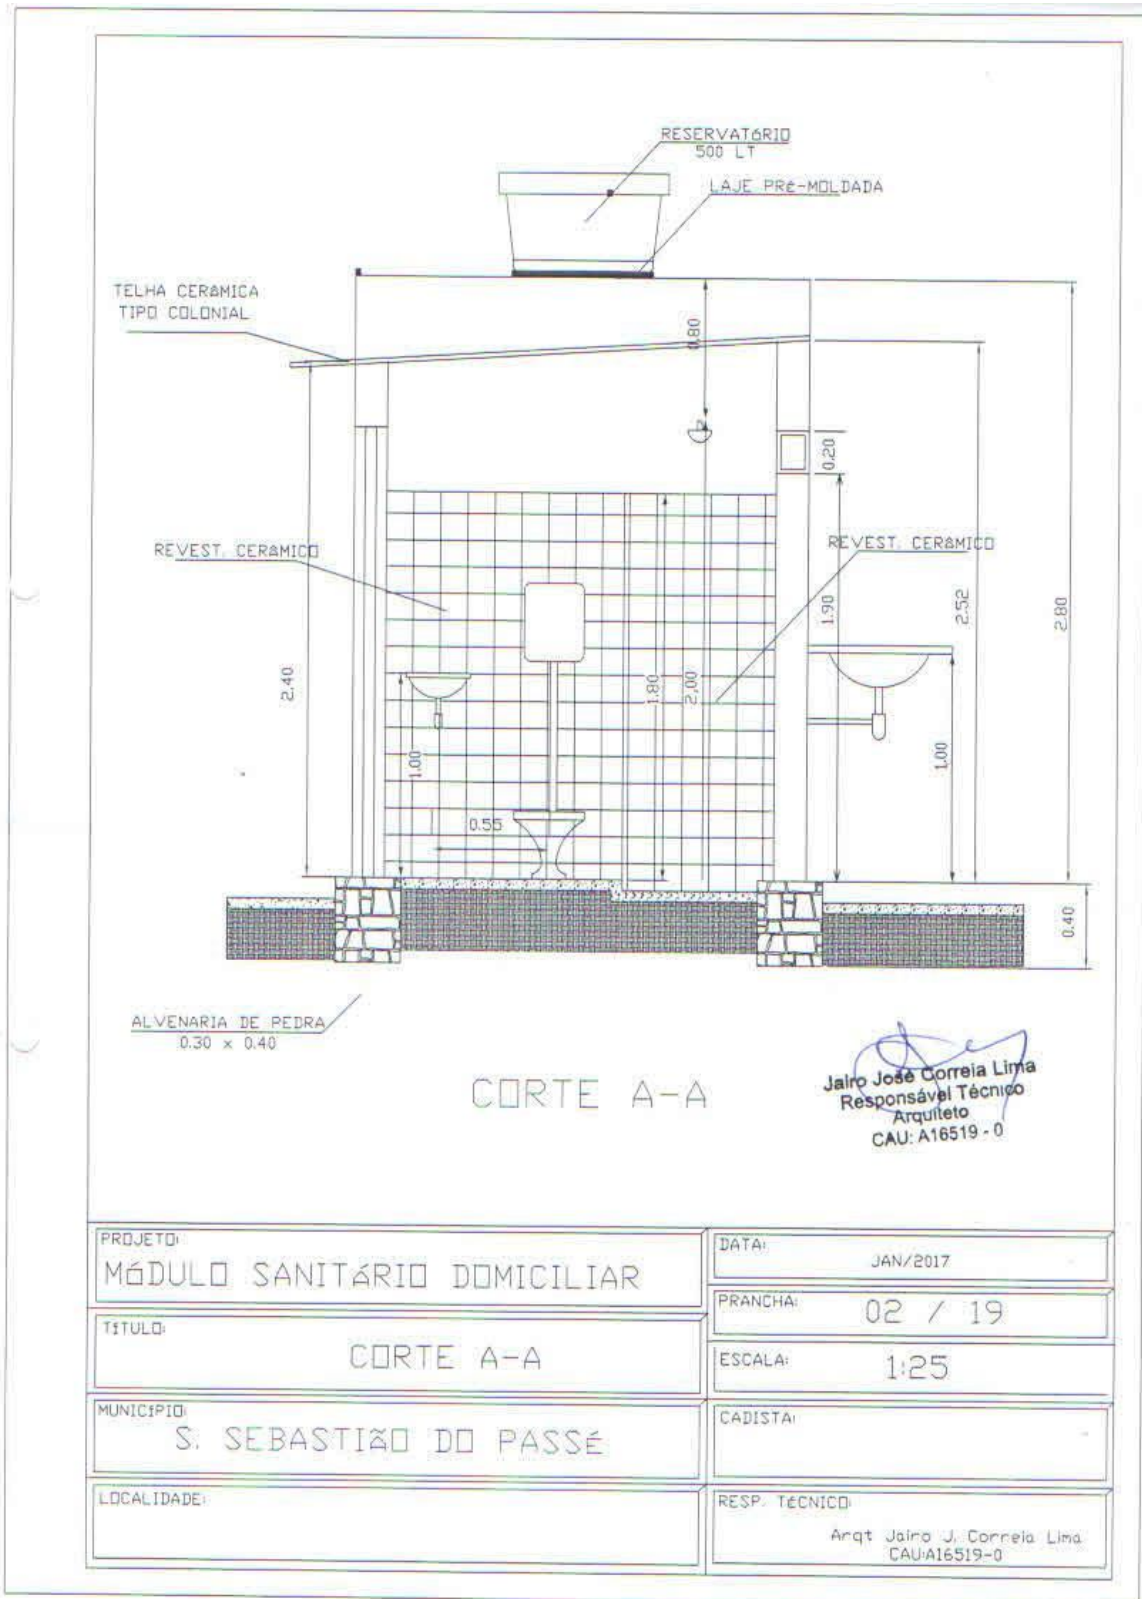 RESERVATÓRIO
500 LT
LAJE PRÉ-MOLDADA
TELHA CERÂMICA
TIPO COLONIAL
0.80
0.20
REVEST. CERÂMICO
REVEST. CERÂMICO
2.40
1.80
2,00
1.90
2.52
2.80
1.00
1.00
0.55
0.40
ALVENARIA DE PEDRA
0.30 x 0.40
CORTE A-A
Jairo José Correia Lima
Responsável Técnico
Arquiteto
CAU: A16519 - 0
PROJETO:
MÓDULO SANITÁRIO DOMICILIAR
DATA:
JAN/2017
PRANCHA:
02 / 19
TÍTULO:
CORTE A-A
ESCALA:
1:25
MUNICÍPIO:
S. SEBASTIÃO DO PASSÉ
CADISTA:
LOCALIDADE:
RESP. TÉCNICO:
Arqt Jairo J. Correia Lima
CAU:A16519-0